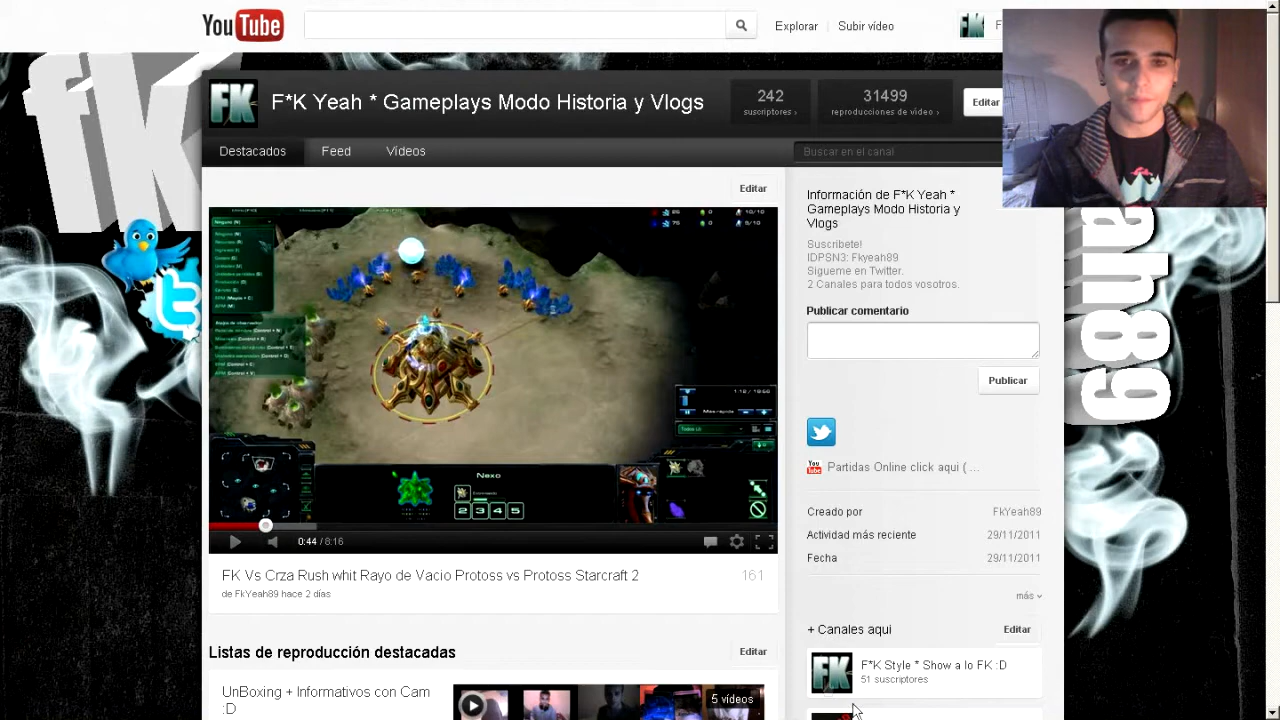 YouTube
Explorar
Subir vídeo
fk
FK
F*K Yeah * Gameplays Modo Historia y Vlogs
242
suscriptores ›
31499
reproducciones de vídeo ›
Editar
Destacados
Feed
Vídeos
Buscar en el canal
Editar
Nexo
2 3 4 5
0:44 / 8:16
FK Vs Crza Rush whit Rayo de Vacio Protoss vs Protoss Starcraft 2
161
de FkYeah89 hace 2 días
Listas de reproducción destacadas
Editar
UnBoxing + Informativos con Cam
:D
5 vídeos
Información de F*K Yeah *
Gameplays Modo Historia y
Vlogs
Suscribete!
IDPSN3: Fkyeah89
Sigueme en Twitter.
2 Canales para todos vosotros.
Publicar comentario
Publicar
Partidas Online click aqui ( ...
Creado por
FkYeah89
Actividad más reciente
29/11/2011
Fecha
29/11/2011
más
+ Canales aqui
Editar
FK
F*K Style * Show a lo FK :D
51 suscriptores
ah89